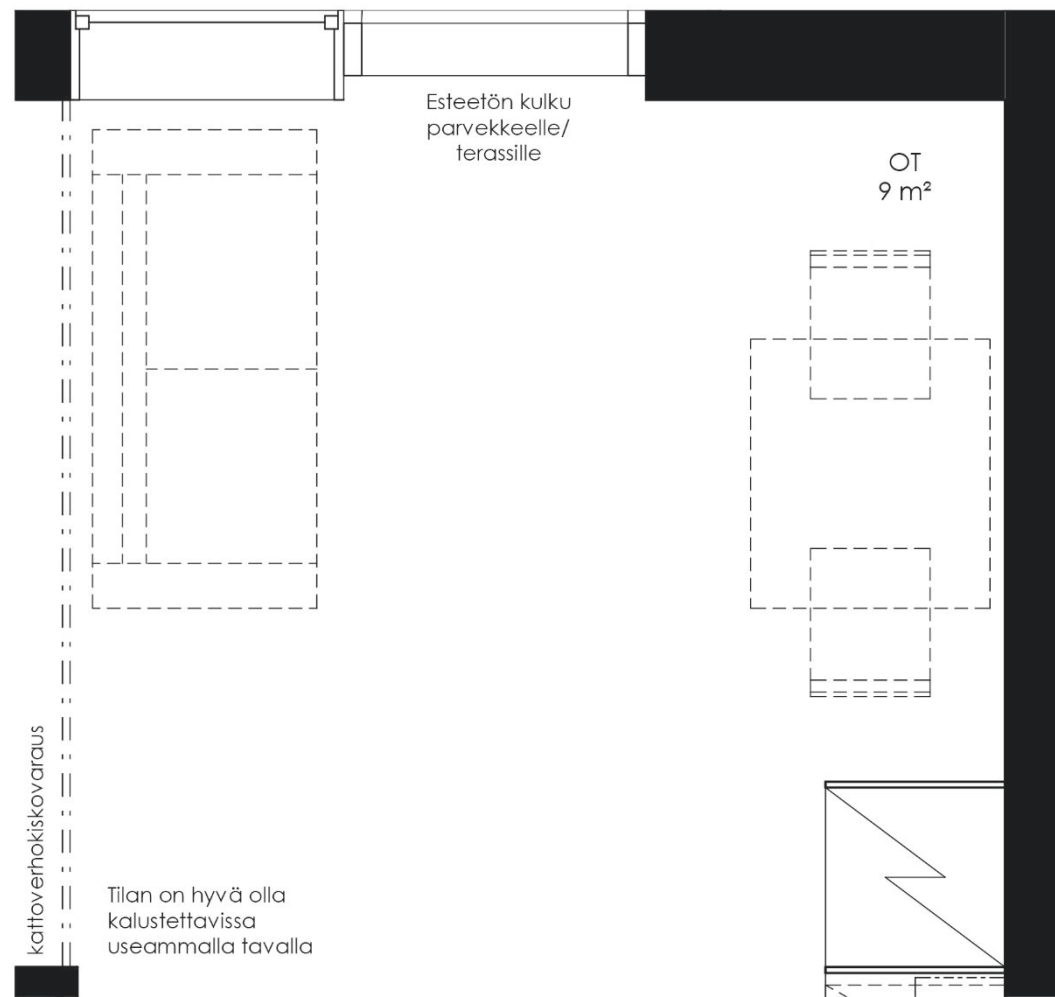 Esteetön kulku
parvekkeelle/
terassille
OT
9 m²
kattoverhokiskovaraus
Tilan on hyvä olla
kalustettavissa
useammalla tavalla